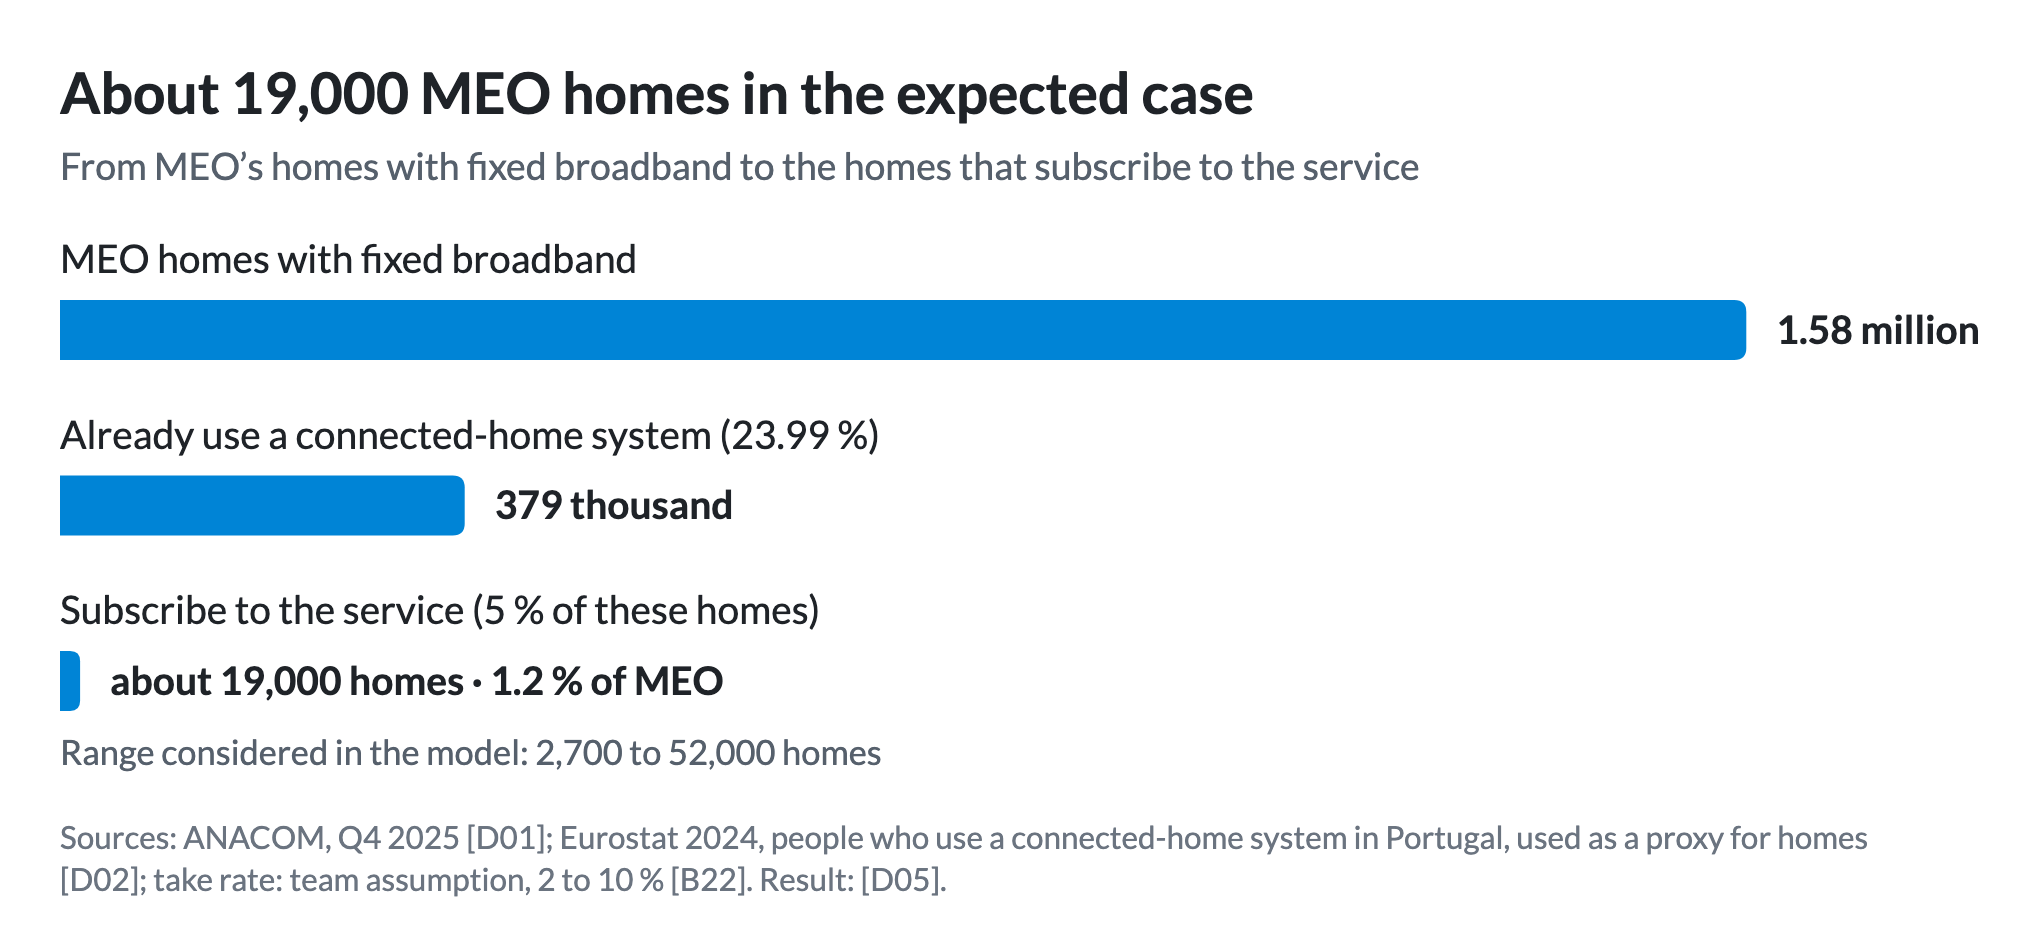 About 19,000 MEO homes in the expected case
From MEO’s homes with fixed broadband to the homes that subscribe to the service
MEO homes with fixed broadband
1.58 million
Already use a connected-home system (23.99 %)
379 thousand
Subscribe to the service (5 % of these homes)
about 19,000 homes · 1.2 % of MEO
Range considered in the model: 2,700 to 52,000 homes
Sources: ANACOM, Q4 2025 [D01]; Eurostat 2024, people who use a connected-home system in Portugal, used as a proxy for homes
[D02]; take rate: team assumption, 2 to 10 % [B22]. Result: [D05].